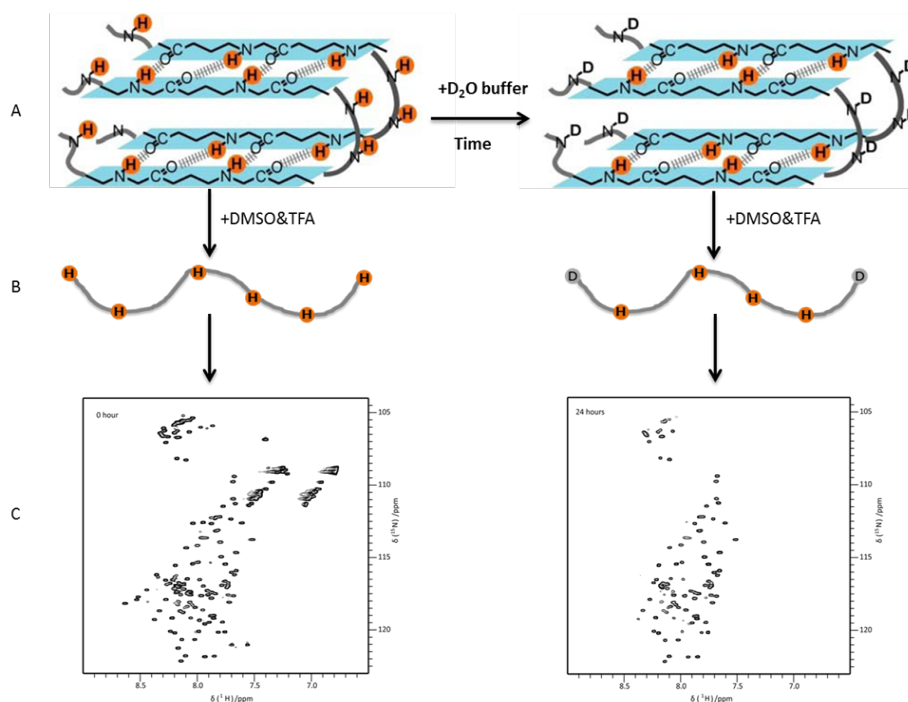 N H
C N C N
H O H O H
N H N C O N H C O
A
N H N C N C N
H O H O H
N C O N H C O
+D₂O buffer
Time
N D
C N C N
H O H O H
N D N C O N H C O
N D D N C N C N
H O H O H
N C O N H C O
+DMSO&TFA
+DMSO&TFA
B
H H H H H H
D H H H H D
C
0 hour
105
110
115
120
δ (¹⁵N) /ppm
8.5 8.0 7.5 7.0
δ (¹H) /ppm
24 hours
105
110
115
120
δ (¹⁵N) /ppm
8.5 8.0 7.5 7.0
δ (¹H) /ppm